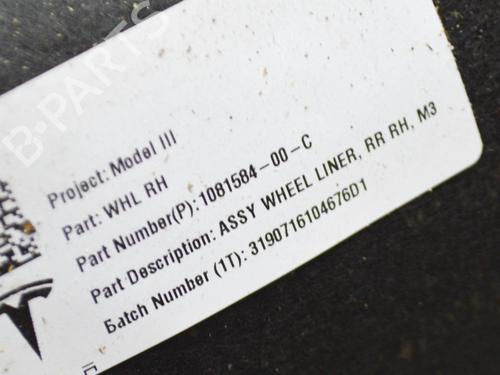 B-PARTS
Project: Model III
Part: WHL RH
Part Number(P): 1081584-00-C
Part Description: ASSY WHEEL LINER, RR RH, M3
Batch Number (1T): 3190716104676D1